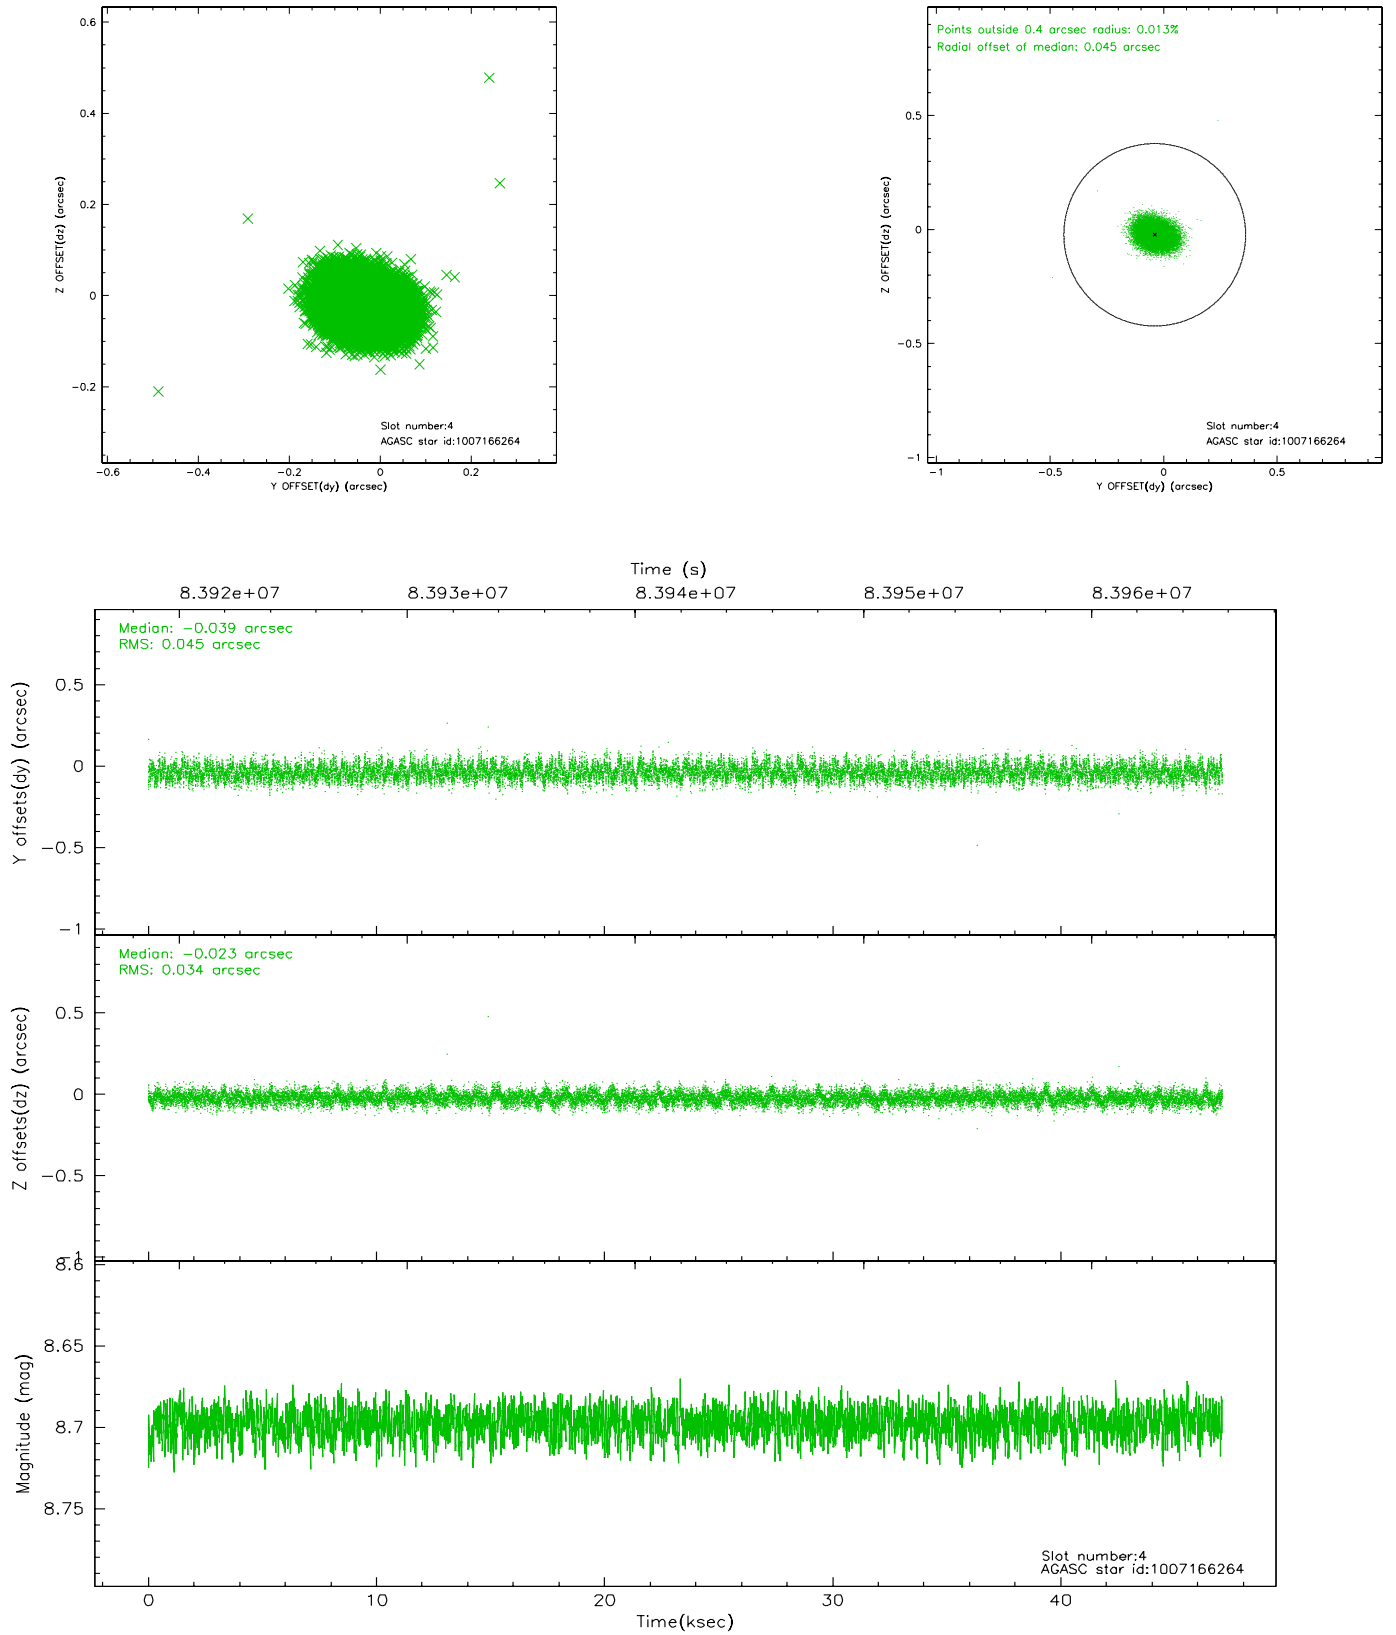 0.6
0.4
0.2
0
−0.2
Z OFFSET(dz) (arcsec)
Slot number:4
AGASC star id:1007166264
−0.6 −0.4 −0.2 0 0.2
Y OFFSET(dy) (arcsec)
Points outside 0.4 arcsec radius: 0.013%
Radial offset of median: 0.045 arcsec
0.5
0
−0.5
−1
Z OFFSET(dz) (arcsec)
Slot number:4
AGASC star id:1007166264
−1 −0.5 0 0.5
Y OFFSET(dy) (arcsec)
Time (s)
8.392e+07 8.393e+07 8.394e+07 8.395e+07 8.396e+07
Median: −0.039 arcsec
RMS: 0.045 arcsec
0.5
0
−0.5
−1
Y offsets(dy) (arcsec)
Median: −0.023 arcsec
RMS: 0.034 arcsec
0.5
0
−0.5
−1
Z offsets(dz) (arcsec)
8.6
8.65
8.7
8.75
Magnitude (mag)
Slot number:4
AGASC star id:1007166264
0 10 20 30 40
Time(ksec)